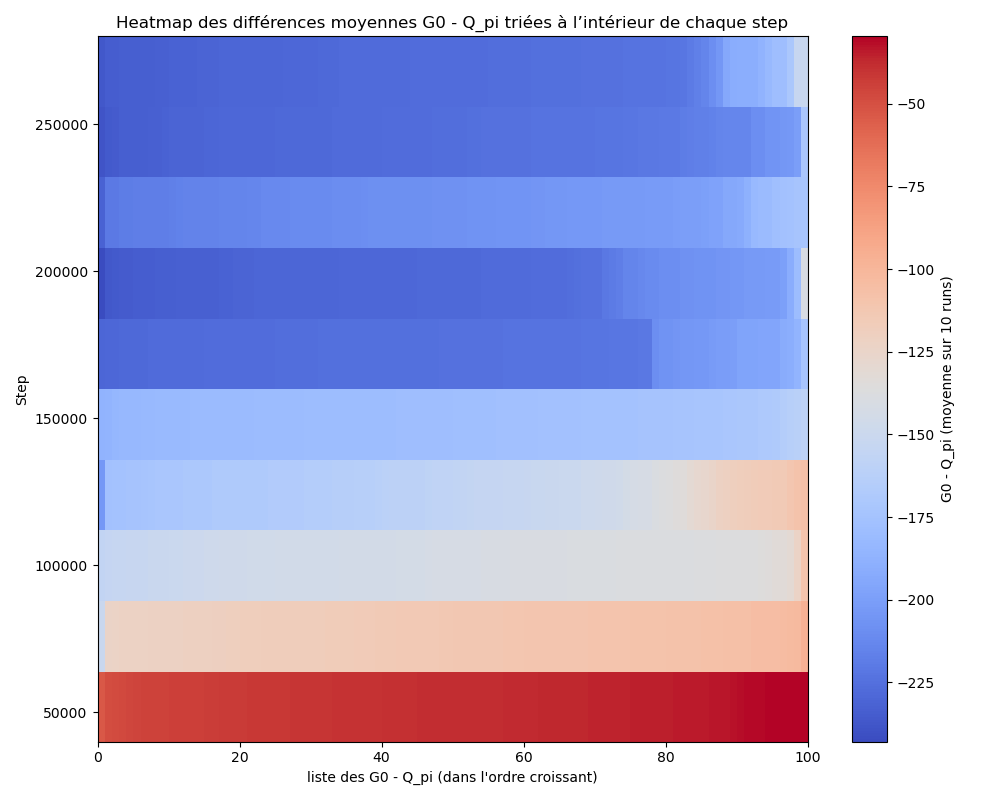 Heatmap des différences moyennes G0 - Q_pi triées à l’intérieur de chaque step
250000
200000
150000
100000
50000
Step
0 20 40 60 80 100
liste des G0 - Q_pi (dans l'ordre croissant)
−50
−75
−100
−125
−150
−175
−200
−225
G0 - Q_pi (moyenne sur 10 runs)